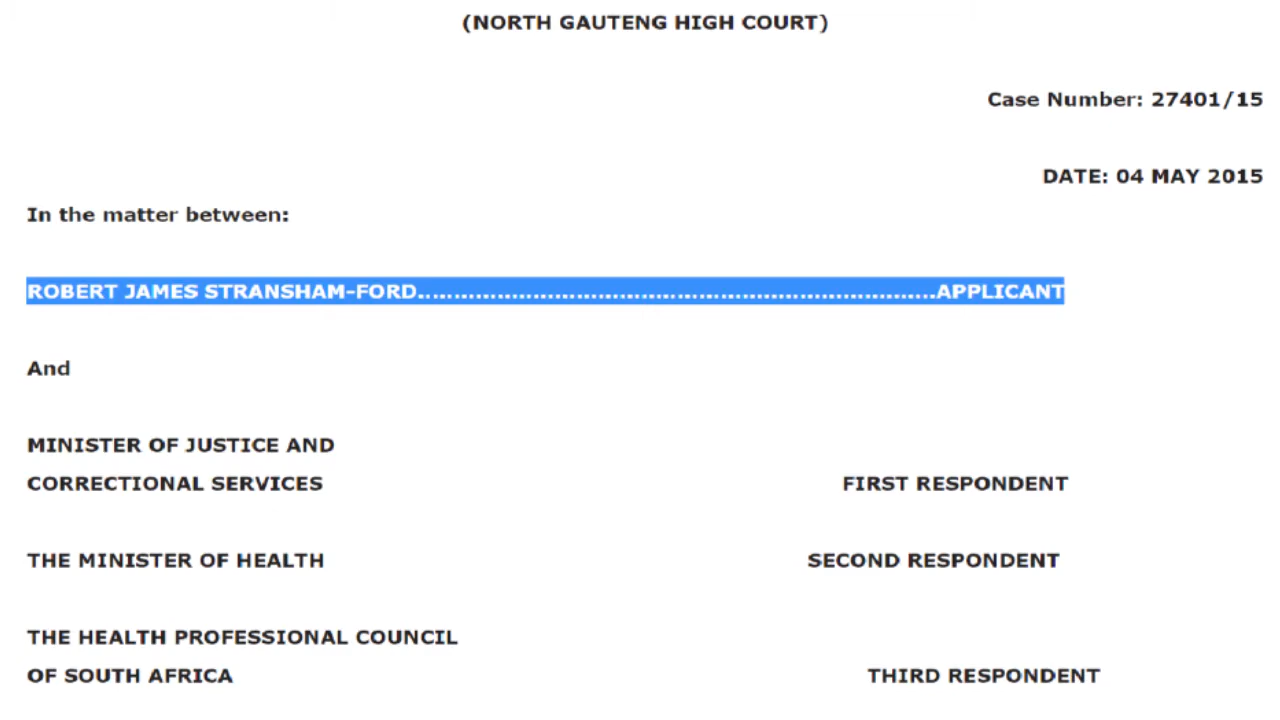 (NORTH GAUTENG HIGH COURT)
Case Number: 27401/15
DATE: 04 MAY 2015
In the matter between:
ROBERT JAMES STRANSHAM-FORD........................................................................APPLICANT
And
MINISTER OF JUSTICE AND
CORRECTIONAL SERVICES FIRST RESPONDENT
THE MINISTER OF HEALTH SECOND RESPONDENT
THE HEALTH PROFESSIONAL COUNCIL
OF SOUTH AFRICA THIRD RESPONDENT